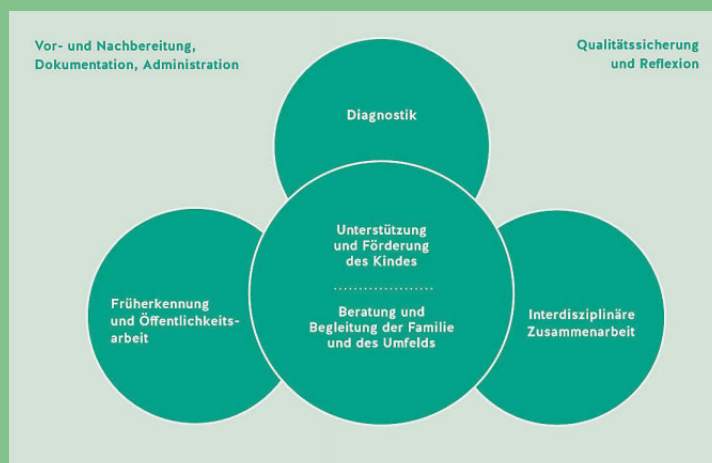 Vor- und Nachbereitung,
Dokumentation, Administration
Qualitätssicherung
und Reflexion
Diagnostik
Unterstützung
und Förderung
des Kindes
Beratung und
Begleitung der Familie
und des Umfelds
Früherkennung
und Öffentlichkeits-
arbeit
Interdisziplinäre
Zusammenarbeit